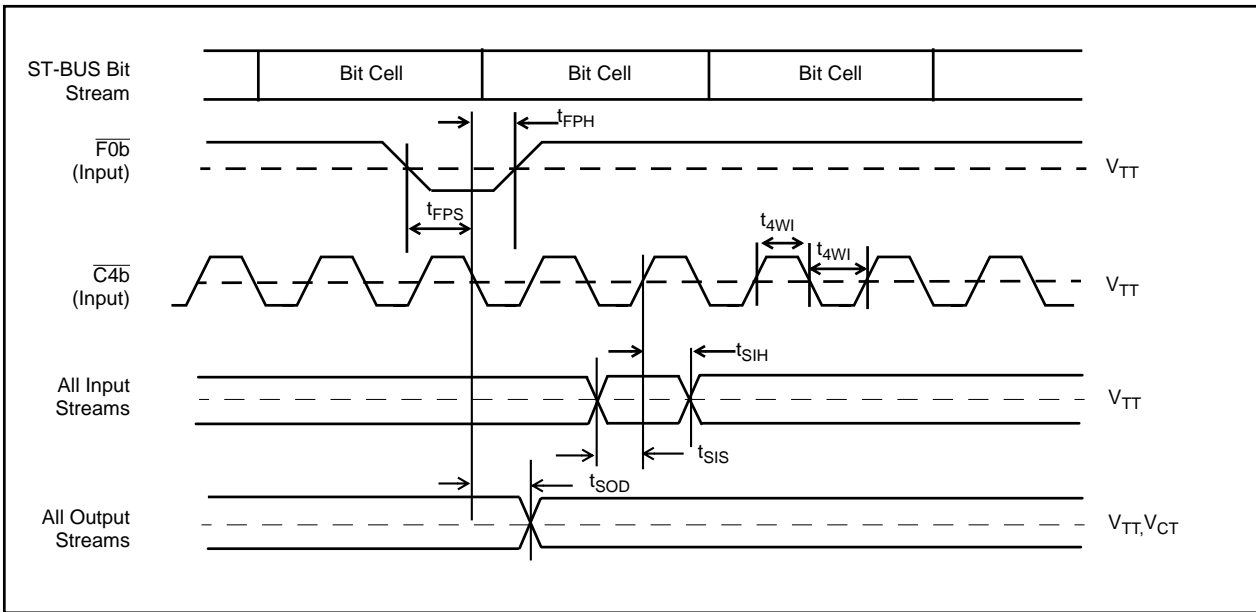 ST-BUS Bit Stream
Bit Cell Bit Cell Bit Cell
tFPH
F0b
(Input)
VTT
tFPS
t4WI
t4WI
C4b
(Input)
VTT
tSIH
All Input
Streams
VTT
tSIS
tSOD
All Output
Streams
VTT,VCT